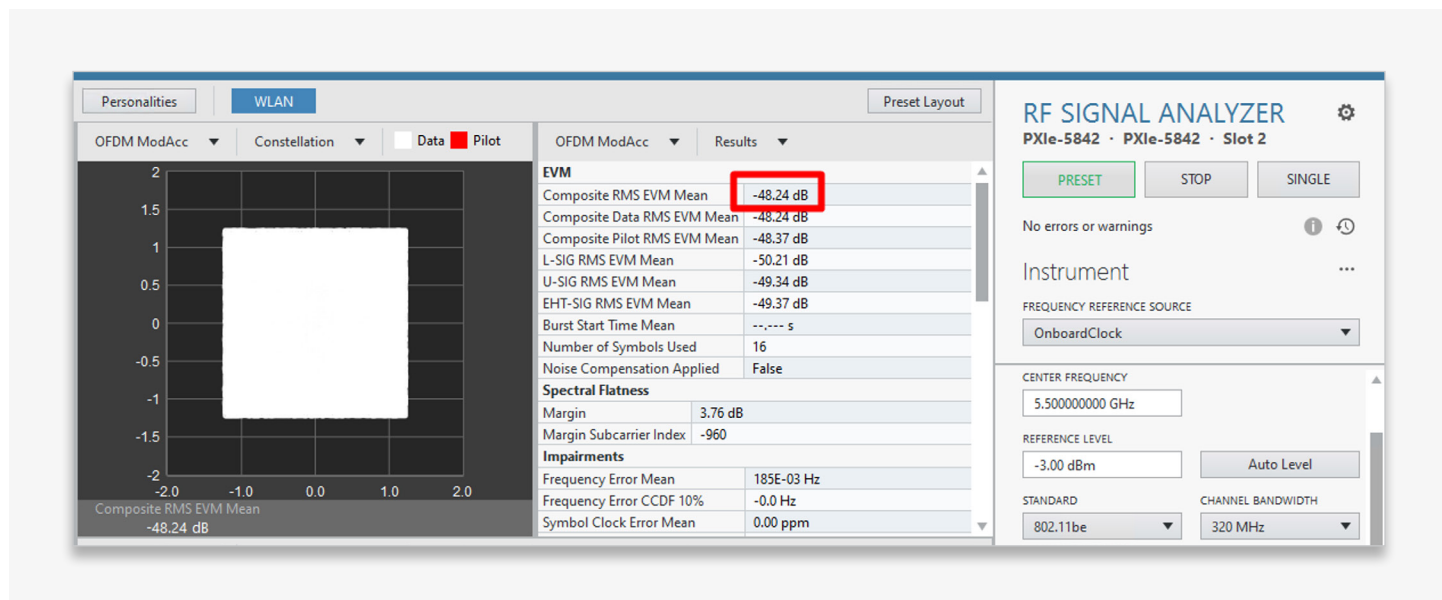 Personalities
WLAN
Preset Layout
OFDM ModAcc
Constellation
Data
Pilot
2
1.5
1
0.5
0
-0.5
-1
-1.5
-2
-2.0 -1.0 0.0 1.0 2.0
Composite RMS EVM Mean
-48.24 dB
OFDM ModAcc
Results
EVM
Composite RMS EVM Mean -48.24 dB
Composite Data RMS EVM Mean -48.24 dB
Composite Pilot RMS EVM Mean -48.37 dB
L-SIG RMS EVM Mean -50.21 dB
U-SIG RMS EVM Mean -49.34 dB
EHT-SIG RMS EVM Mean -49.37 dB
Burst Start Time Mean --.--- s
Number of Symbols Used 16
Noise Compensation Applied False
Spectral Flatness
Margin 3.76 dB
Margin Subcarrier Index -960
Impairments
Frequency Error Mean 185E-03 Hz
Frequency Error CCDF 10% -0.0 Hz
Symbol Clock Error Mean 0.00 ppm
RF SIGNAL ANALYZER
PXIe-5842 · PXIe-5842 · Slot 2
PRESET
STOP
SINGLE
No errors or warnings
Instrument
FREQUENCY REFERENCE SOURCE
OnboardClock
CENTER FREQUENCY
5.500000000 GHz
REFERENCE LEVEL
-3.00 dBm
Auto Level
STANDARD
802.11be
CHANNEL BANDWIDTH
320 MHz